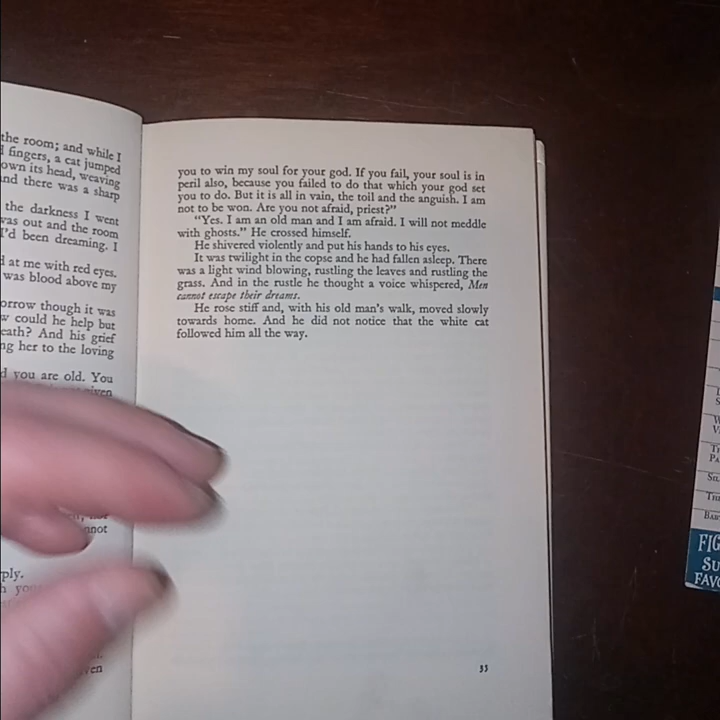 the room; and while I
fingers, a cat jumped
own its head, weaving
nd there was a sharp
the darkness I went
was out and the room
I'd been dreaming. I
at me with red eyes.
was blood above my
orrow though it was
w could he help but
eath? And his grief
ng her to the loving
d you are old. You
given
nnot
ply.
you
ven
you to win my soul for your god. If you fail, your soul is in
peril also, because you failed to do that which your god set
you to do. But it is all in vain, the toil and the anguish. I am
not to be won. Are you not afraid, priest?"
"Yes. I am an old man and I am afraid. I will not meddle
with ghosts." He crossed himself.
He shivered violently and put his hands to his eyes.
It was twilight in the copse and he had fallen asleep. There
was a light wind blowing, rustling the leaves and rustling the
grass. And in the rustle he thought a voice whispered, Men
cannot escape their dreams.
He rose stiff and, with his old man's walk, moved slowly
towards home. And he did not notice that the white cat
followed him all the way.
33
FIG
SU
FAVO